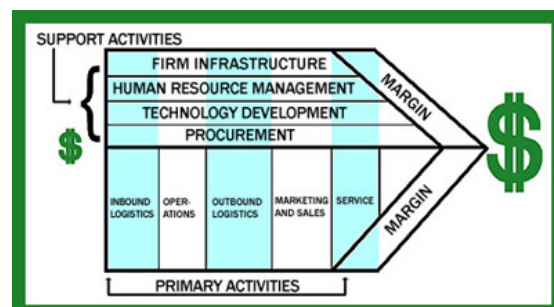 SUPPORT ACTIVITIES
FIRM INFRASTRUCTURE
HUMAN RESOURCE MANAGEMENT
TECHNOLOGY DEVELOPMENT
PROCUREMENT
MARGIN
$
$
INBOUND
LOGISTICS
OPER-
ATIONS
OUTBOUND
LOGISTICS
MARKETING
AND SALES
SERVICE
MARGIN
PRIMARY ACTIVITIES